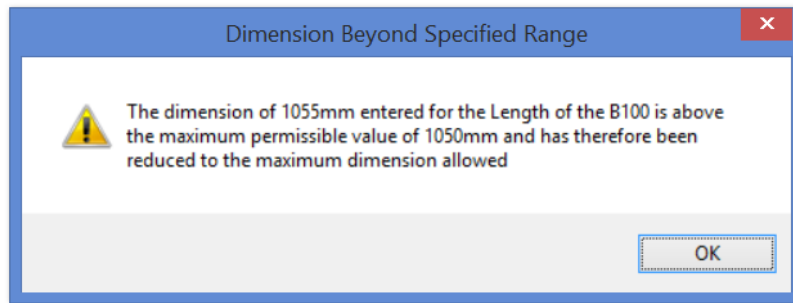 Dimension Beyond Specified Range
The dimension of 1055mm entered for the Length of the B100 is above
the maximum permissible value of 1050mm and has therefore been
reduced to the maximum dimension allowed
OK